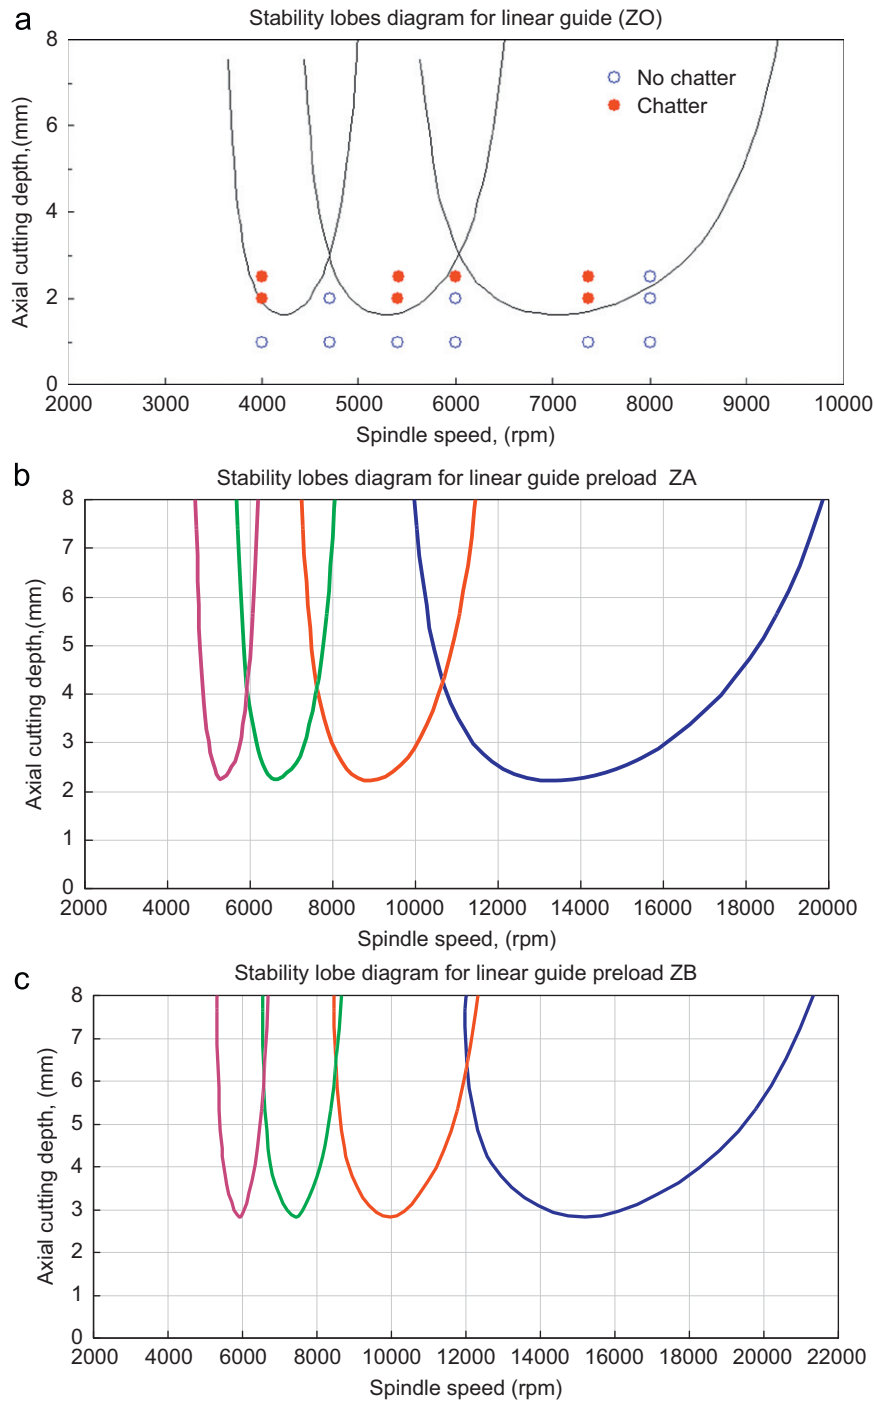 a
Stability lobes diagram for linear guide (ZO)
8
6
4
2
0
Axial cutting depth,(mm)
No chatter
Chatter
2000 3000 4000 5000 6000 7000 8000 9000 10000
Spindle speed, (rpm)
b
Stability lobes diagram for linear guide preload ZA
8
7
6
5
4
3
2
1
0
Axial cutting depth,(mm)
2000 4000 6000 8000 10000 12000 14000 16000 18000 20000
Spindle speed, (rpm)
c
Stability lobe diagram for linear guide preload ZB
8
7
6
5
4
3
2
1
0
Axial cutting depth, (mm)
2000 4000 6000 8000 10000 12000 14000 16000 18000 20000 22000
Spindle speed (rpm)